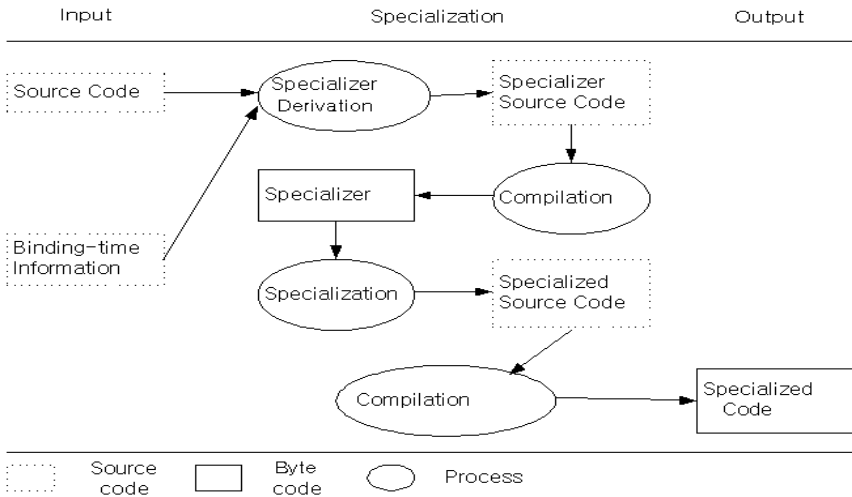 Input
Specialization
Output
Source Code
Specializer
Derivation
Specializer
Source Code
Specializer
Compilation
Binding-time
Information
Specialization
Specialized
Source Code
Compilation
Specialized
Code
Source
code
Byte
code
Process